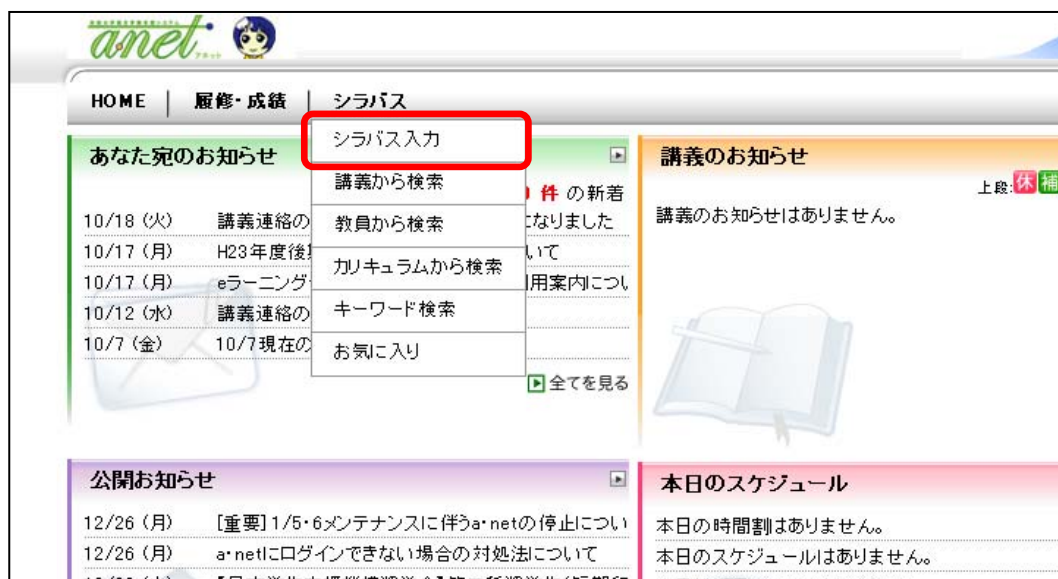 anet
アネット
HOME | 履修・成績 | シラバス
シラバス入力
講義から検索
教員から検索
カリキュラムから検索
キーワード検索
お気に入り
あなた宛のお知らせ
件 の新着
10/18 (火) 講義連絡の になりました
10/17 (月) H23年度後 いて
10/17 (月) eラーニング 用案内につい
10/12 (水) 講義連絡の
10/7 (金) 10/7現在の
全てを見る
講義のお知らせ
上段: 休 補
講義のお知らせはありません。
公開お知らせ
12/26 (月) [重要]1/5・6メンテナンスに伴うa・netの停止につい
12/26 (月) a・netにログインできない場合の対処法について
本日のスケジュール
本日の時間割はありません。
本日のスケジュールはありません。